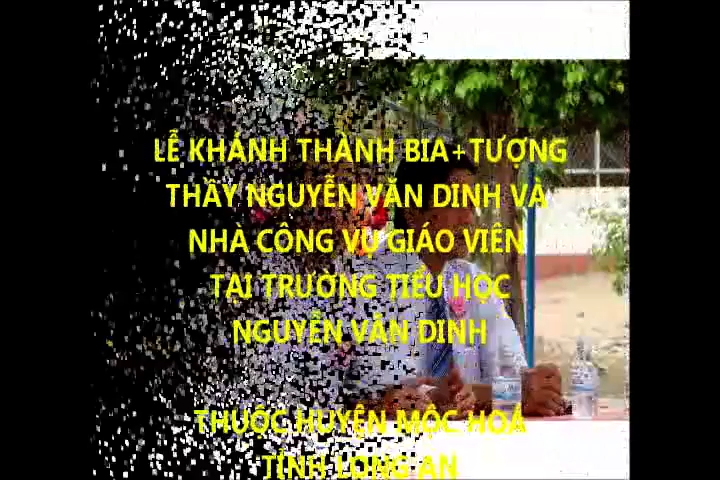 LỄ KHÁNH THÀNH BIA+TƯỢNG
THẦY NGUYỄN VĂN DINH VÀ
NHÀ CÔNG VỤ GIÁO VIÊN
TẠI TRƯỜNG TIỂU HỌC
NGUYỄN VĂN DINH
THUỘC HUYỆN MỘC HOÁ
TỈNH LONG AN